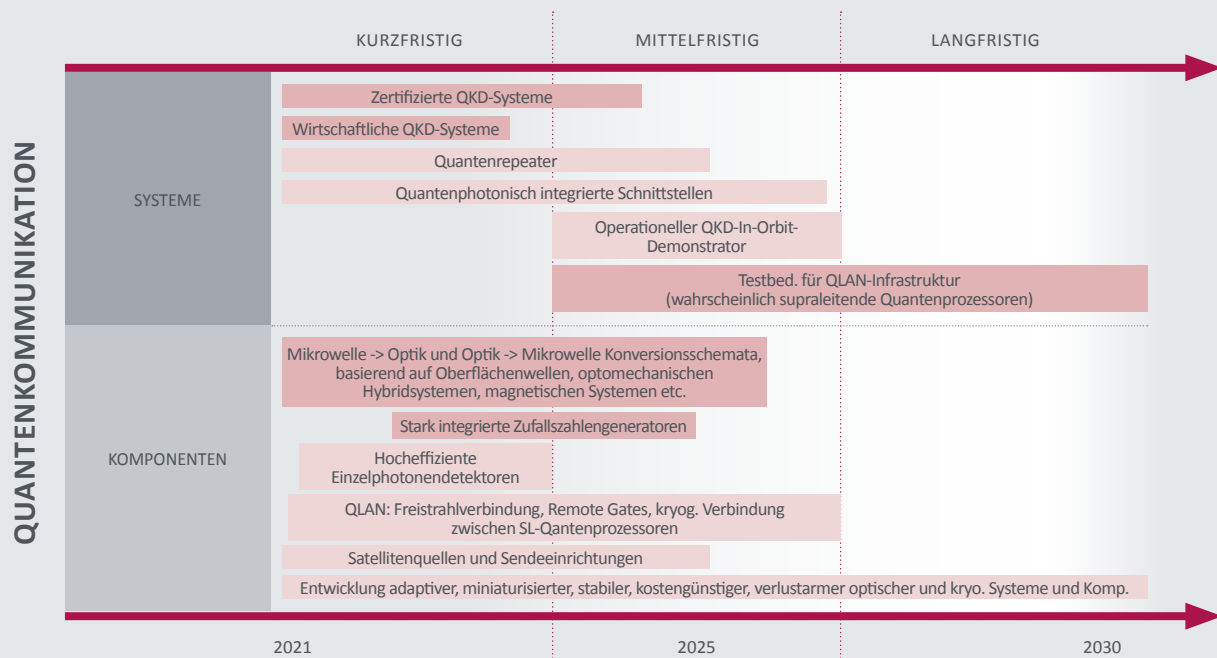 QUANTENKOMMUNIKATION
KURZFRISTIG
MITTELFRISTIG
LANGFRISTIG
SYSTEME
Zertifizierte QKD-Systeme
Wirtschaftliche QKD-Systeme
Quantenrepeater
Quantenphotonisch integrierte Schnittstellen
Operationeller QKD-In-Orbit-
Demonstrator
Testbed. für QLAN-Infrastruktur
(wahrscheinlich supraleitende Quantenprozessoren)
KOMPONENTEN
Mikrowelle -> Optik und Optik -> Mikrowelle Konversionsschemata,
basierend auf Oberflächenwellen, optomechanischen
Hybridsystemen, magnetischen Systemen etc.
Stark integrierte Zufallszahlengeneratoren
Hocheffiziente
Einzelphotonendetektoren
QLAN: Freistrahlverbindung, Remote Gates, kryog. Verbindung
zwischen SL-Qantenprozessoren
Satellitenquellen und Sendeeinrichtungen
Entwicklung adaptiver, miniaturisierter, stabiler, kostengünstiger, verlustarmer optischer und kryo. Systeme und Komp.
2021
2025
2030